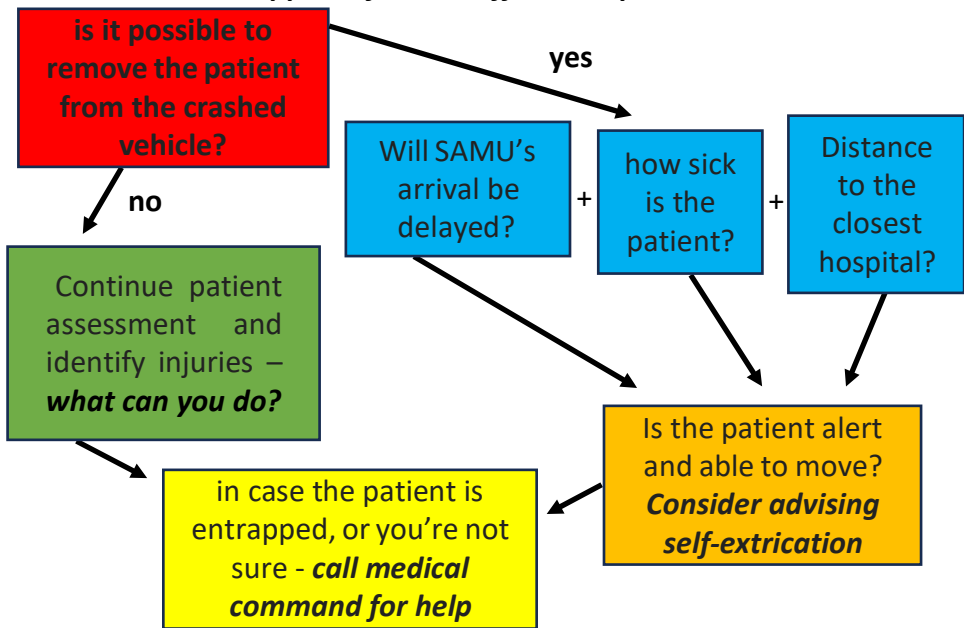 is it possible to
remove the patient
from the crashed
vehicle?
yes
no
Will SAMU’s
arrival be
delayed?
+
how sick
is the
patient?
+
Distance
to the
closest
hospital?
Continue patient
assessment and
identify injuries –
what can you do?
Is the patient alert
and able to move?
Consider advising
self-extrication
in case the patient is
entrapped, or you’re not
sure - call medical
command for help